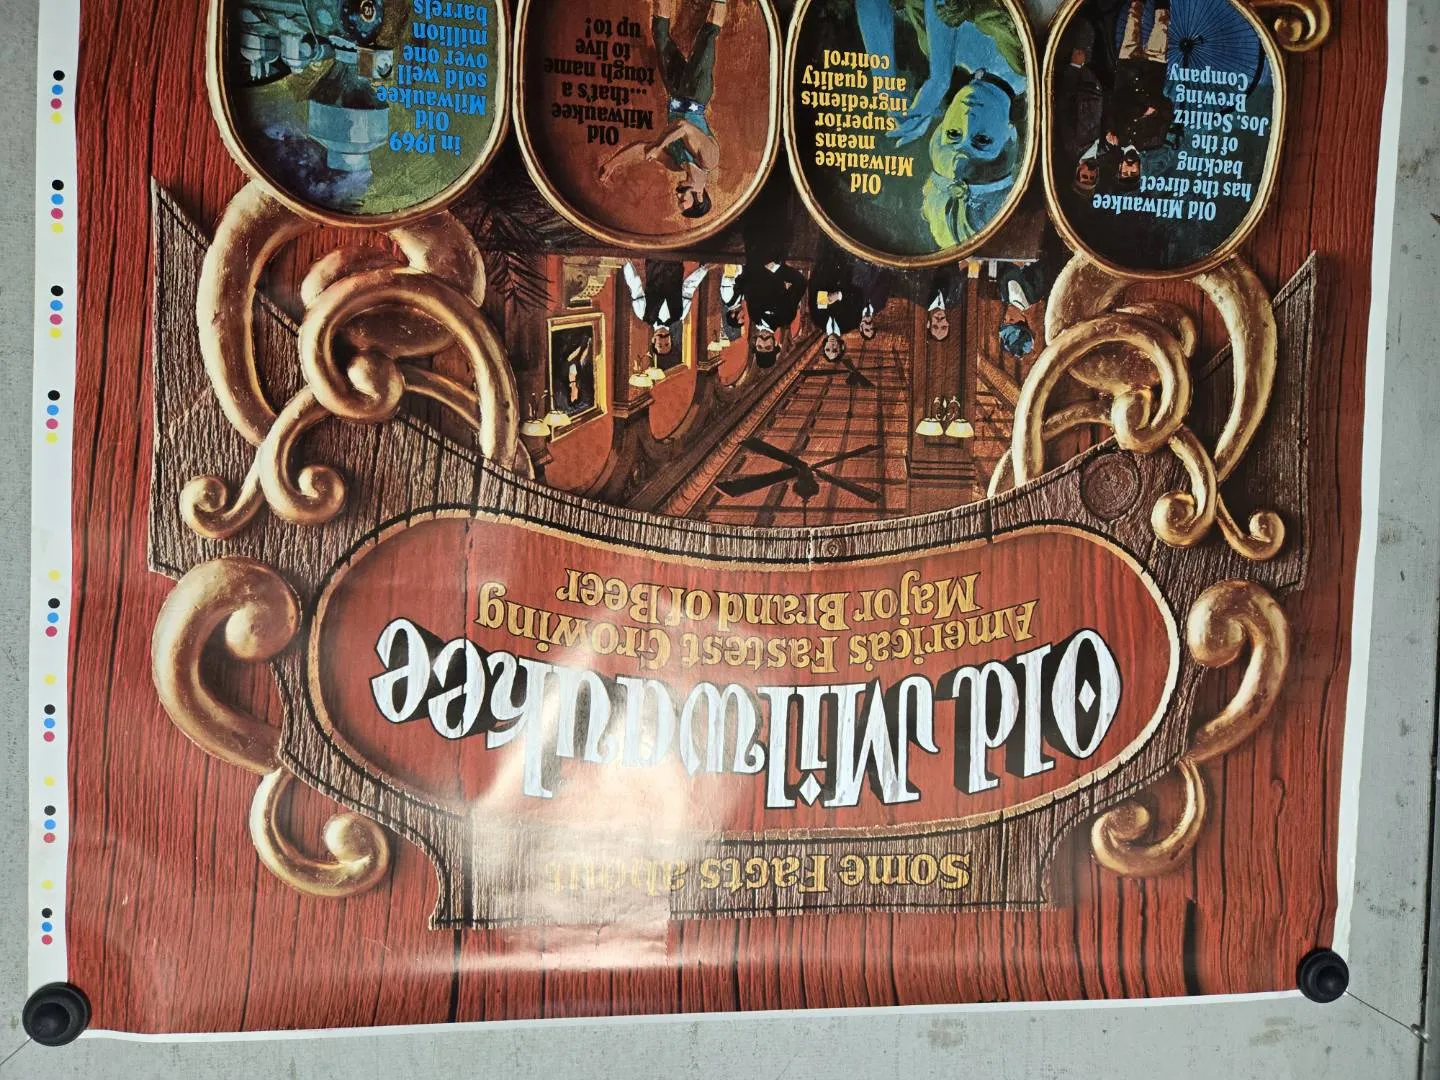 Some Facts about
Old Milwaukee
America's Fastest Growing
Major Brand of Beer
Old Milwaukee
has the direct
backing
of the
Jos. Schlitz
Brewing
Company
Old
Milwaukee
means
superior
ingredients
and quality
control
Old
Milwaukee
...that's a
tough name
to live
up to!
in 1969
Old
Milwaukee
sold well
over one
million
barrels